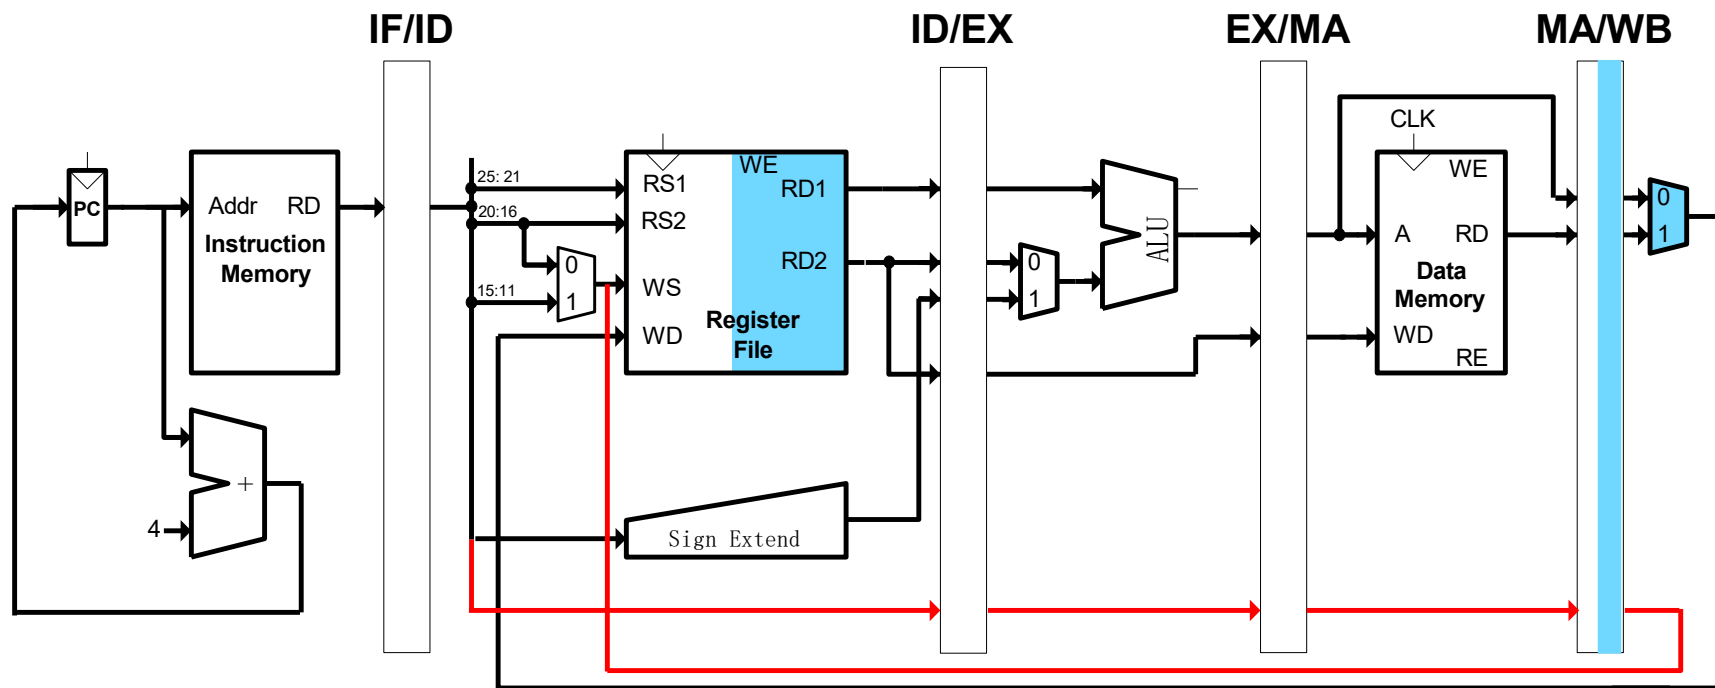 IF/ID
ID/EX
EX/MA
MA/WB
PC
Addr
RD
Instruction
Memory
+
4
25: 21
20:16
15:11
0
1
RS1
RS2
WS
WD
WE
RD1
RD2
Register
File
Sign Extend
0
1
ALU
CLK
WE
A
RD
Data
Memory
WD
RE
0
1